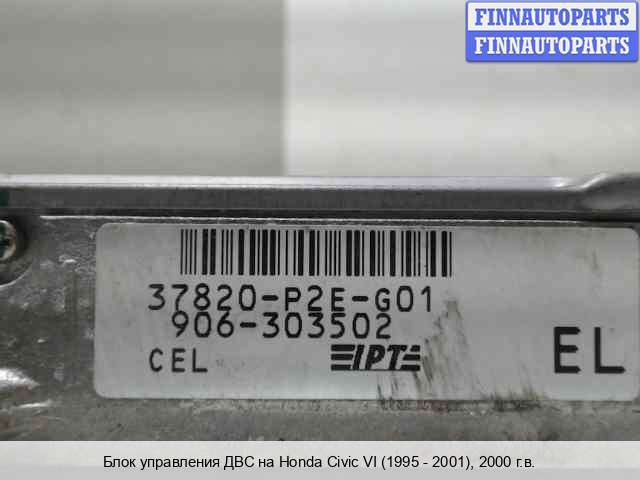 FINNAUTOPARTS
FINNAUTOPARTS
37820-P2E-G01
906-303502
CEL
IPT
EL
Блок управления ДВС на Honda Civic VI (1995 - 2001), 2000 г.в.